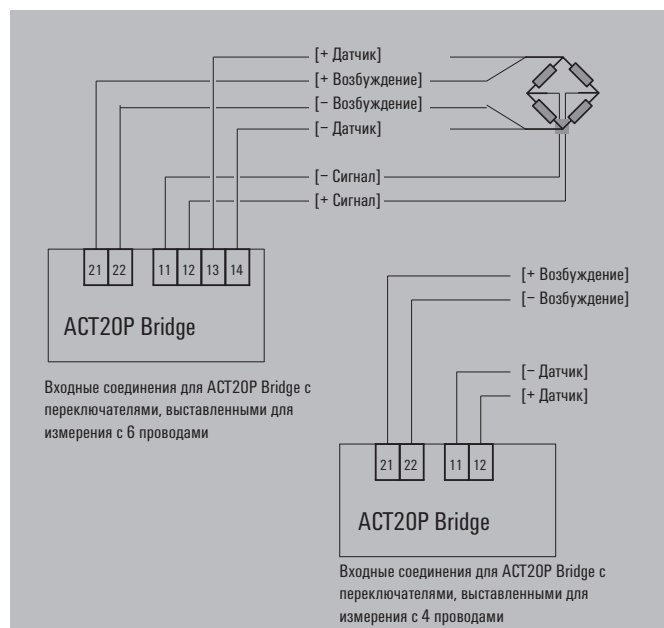 [+ Датчик]
[+ Возбуждение]
[− Возбуждение]
[− Датчик]
[− Сигнал]
[+ Сигнал]
21 22 11 12 13 14
ACT20P Bridge
Входные соединения для ACT20P Bridge с
переключателями, выставленными для
измерения с 6 проводами
[+ Возбуждение]
[− Возбуждение]
[− Датчик]
[+ Датчик]
21 22 11 12
ACT20P Bridge
Входные соединения для ACT20P Bridge с
переключателями, выставленными для
измерения с 4 проводами